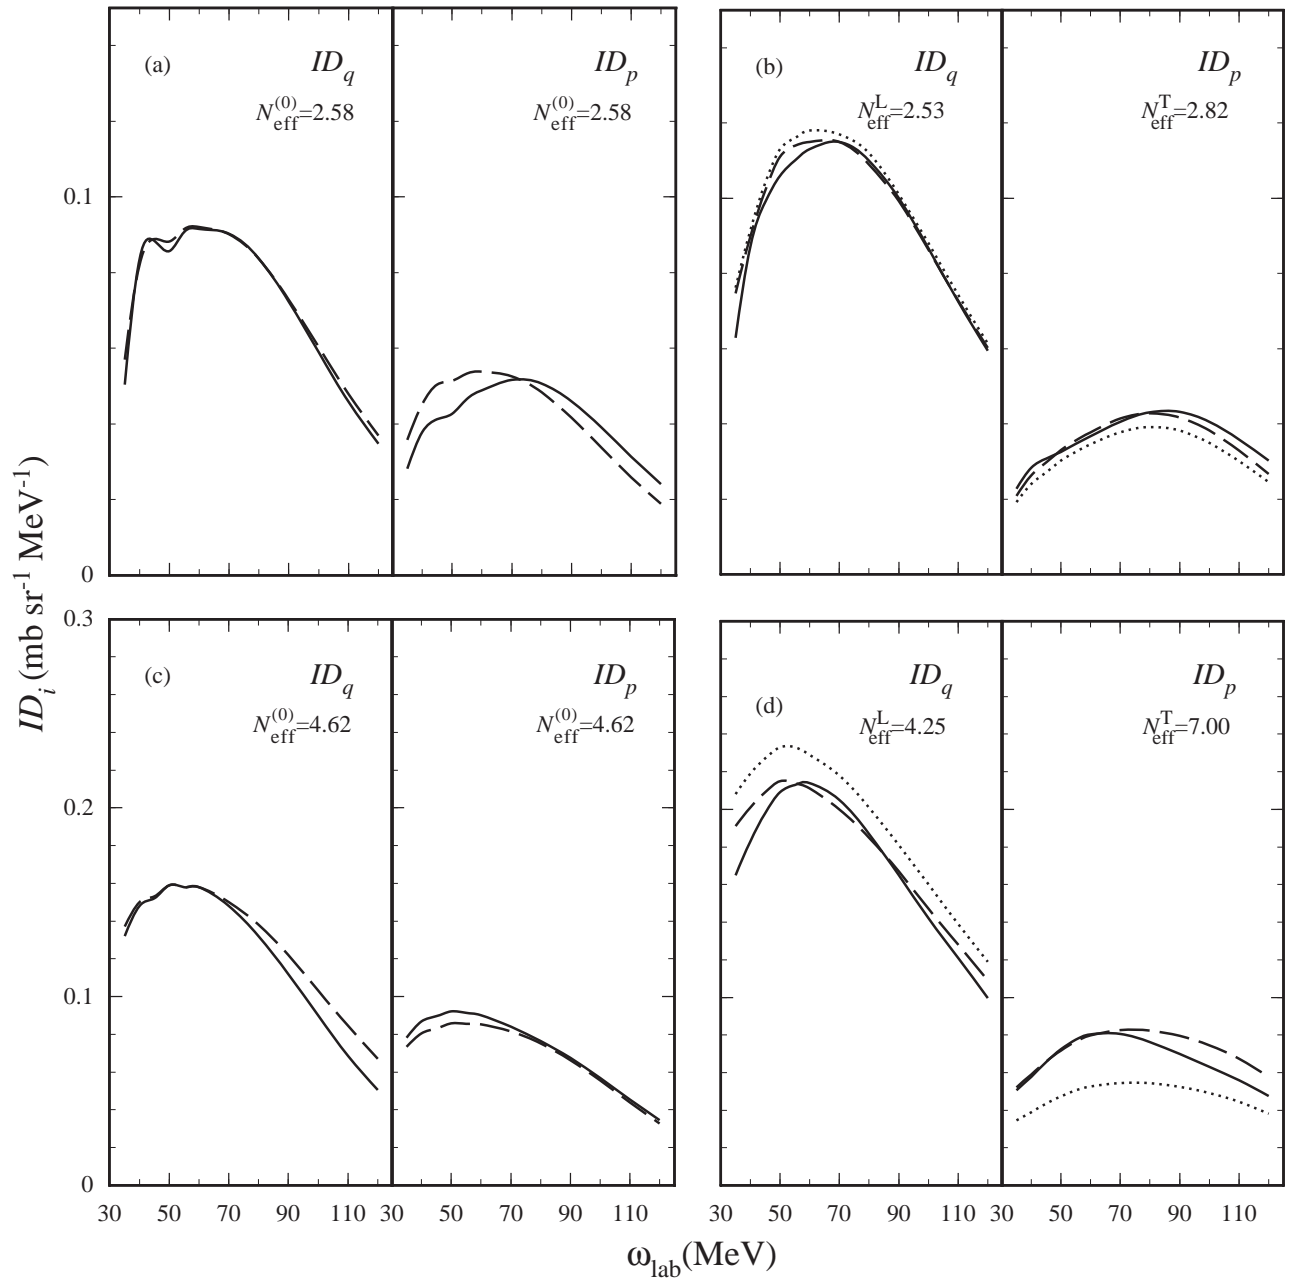 (a) ID_q ID_p (b) ID_q ID_p
N_eff^(0)=2.58 N_eff^(0)=2.58 N_eff^L=2.53 N_eff^T=2.82
0.1
0
ID_i (mb sr^-1 MeV^-1)
0.3
(c) ID_q ID_p (d) ID_q ID_p
N_eff^(0)=4.62 N_eff^(0)=4.62 N_eff^L=4.25 N_eff^T=7.00
0.2
0.1
0
30 50 70 90 110 30 50 70 90 110 30 50 70 90 110 30 50 70 90 110
ω_lab(MeV)